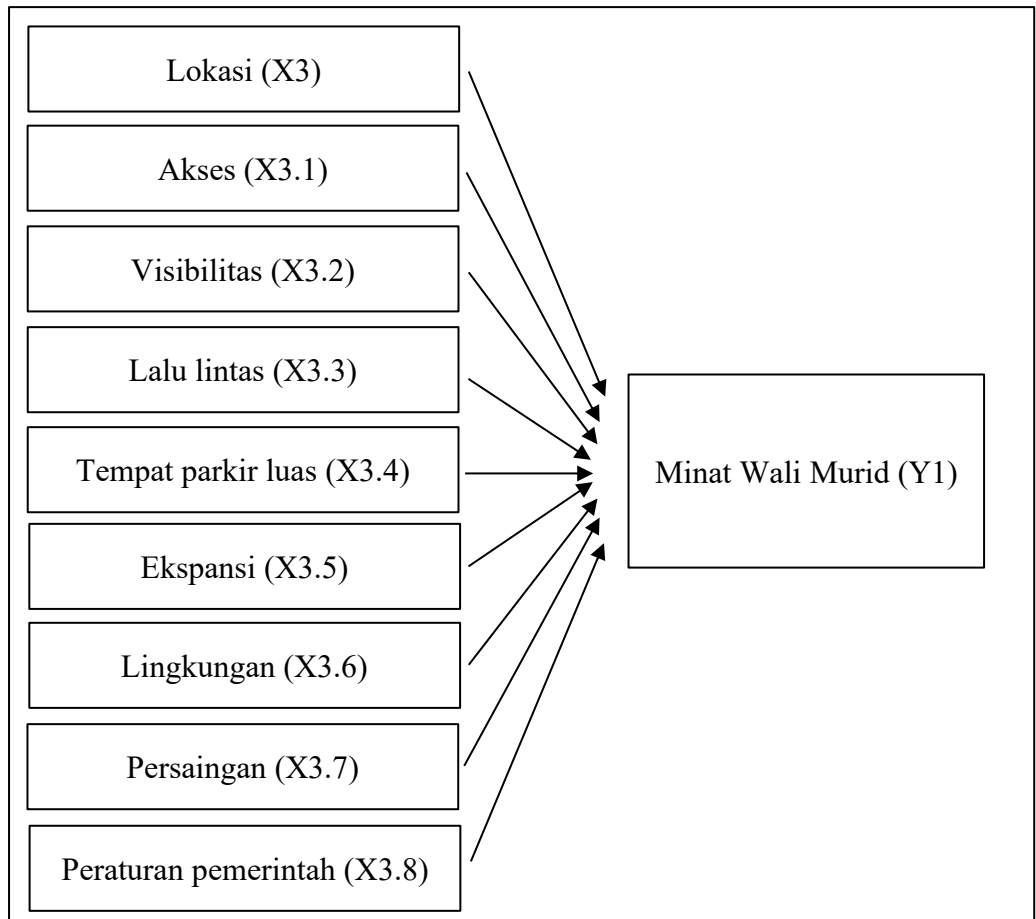 Lokasi (X3)
Akses (X3.1)
Visibilitas (X3.2)
Lalu lintas (X3.3)
Tempat parkir luas (X3.4)
Ekspansi (X3.5)
Lingkungan (X3.6)
Persaingan (X3.7)
Peraturan pemerintah (X3.8)
Minat Wali Murid (Y1)